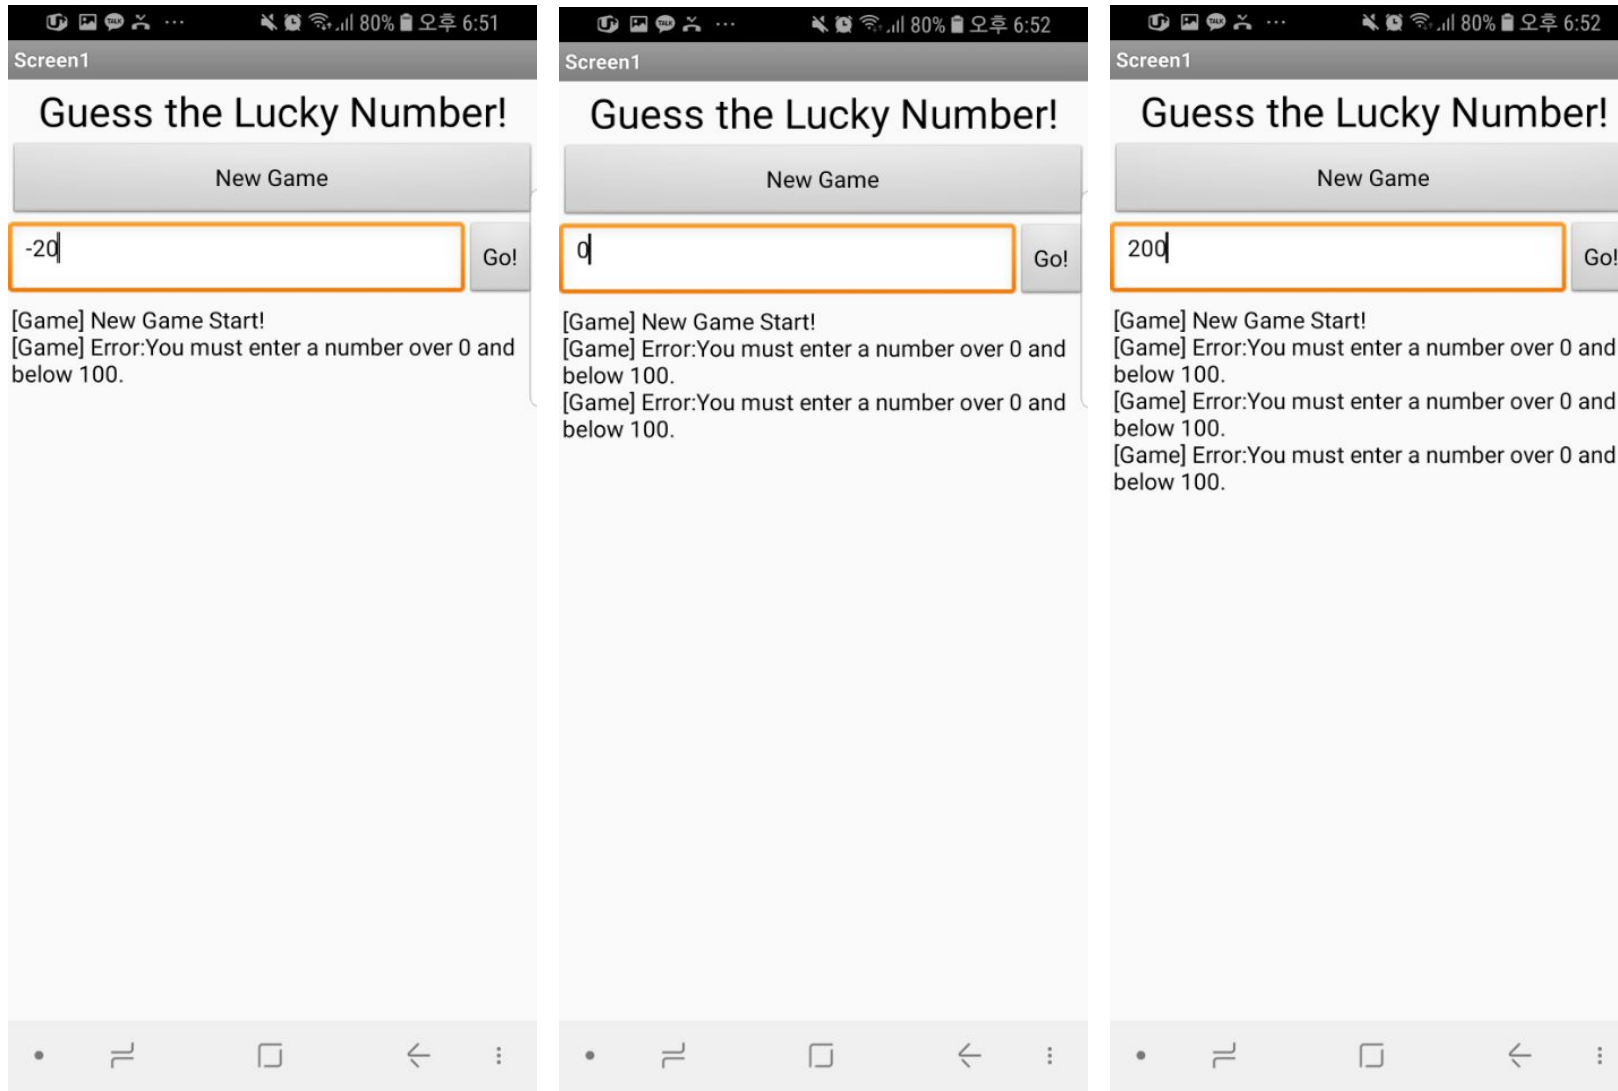 80% 오후 6:51
Screen1
Guess the Lucky Number!
New Game
-20
Go!
[Game] New Game Start!
[Game] Error:You must enter a number over 0 and
below 100.
80% 오후 6:52
Screen1
Guess the Lucky Number!
New Game
0
Go!
[Game] New Game Start!
[Game] Error:You must enter a number over 0 and
below 100.
[Game] Error:You must enter a number over 0 and
below 100.
80% 오후 6:52
Screen1
Guess the Lucky Number!
New Game
200
Go!
[Game] New Game Start!
[Game] Error:You must enter a number over 0 and
below 100.
[Game] Error:You must enter a number over 0 and
below 100.
[Game] Error:You must enter a number over 0 and
below 100.